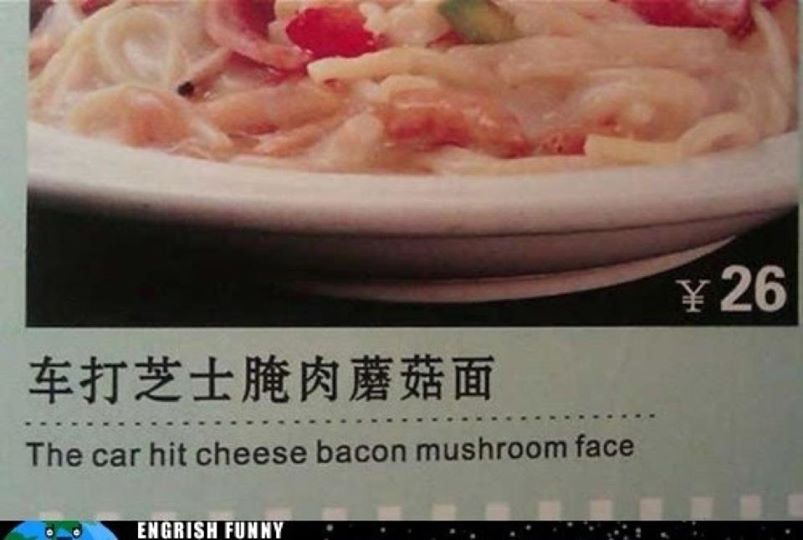 ¥26
车打芝士腌肉蘑菇面
The car hit cheese bacon mushroom face
ENGRISH FUNNY